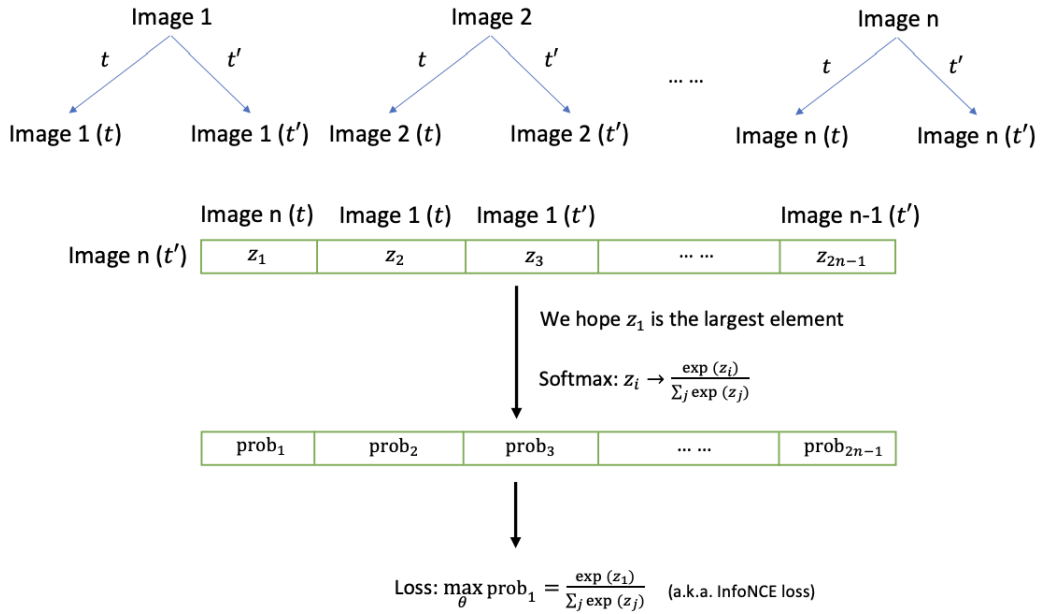 Image 1 Image 2 Image n
t t′ t t′ … … t t′
Image 1 (t) Image 1 (t′) Image 2 (t) Image 2 (t′) Image n (t) Image n (t′)
Image n (t) Image 1 (t) Image 1 (t′) Image n-1 (t′)
Image n (t′) z₁ z₂ z₃ … … z₂ₙ₋₁
We hope z₁ is the largest element
Softmax: zᵢ → exp (zᵢ) / ∑ⱼ exp (zⱼ)
prob₁ prob₂ prob₃ … … prob₂ₙ₋₁
Loss: max_θ prob₁ = exp (z₁) / ∑ⱼ exp (zⱼ) (a.k.a. InfoNCE loss)